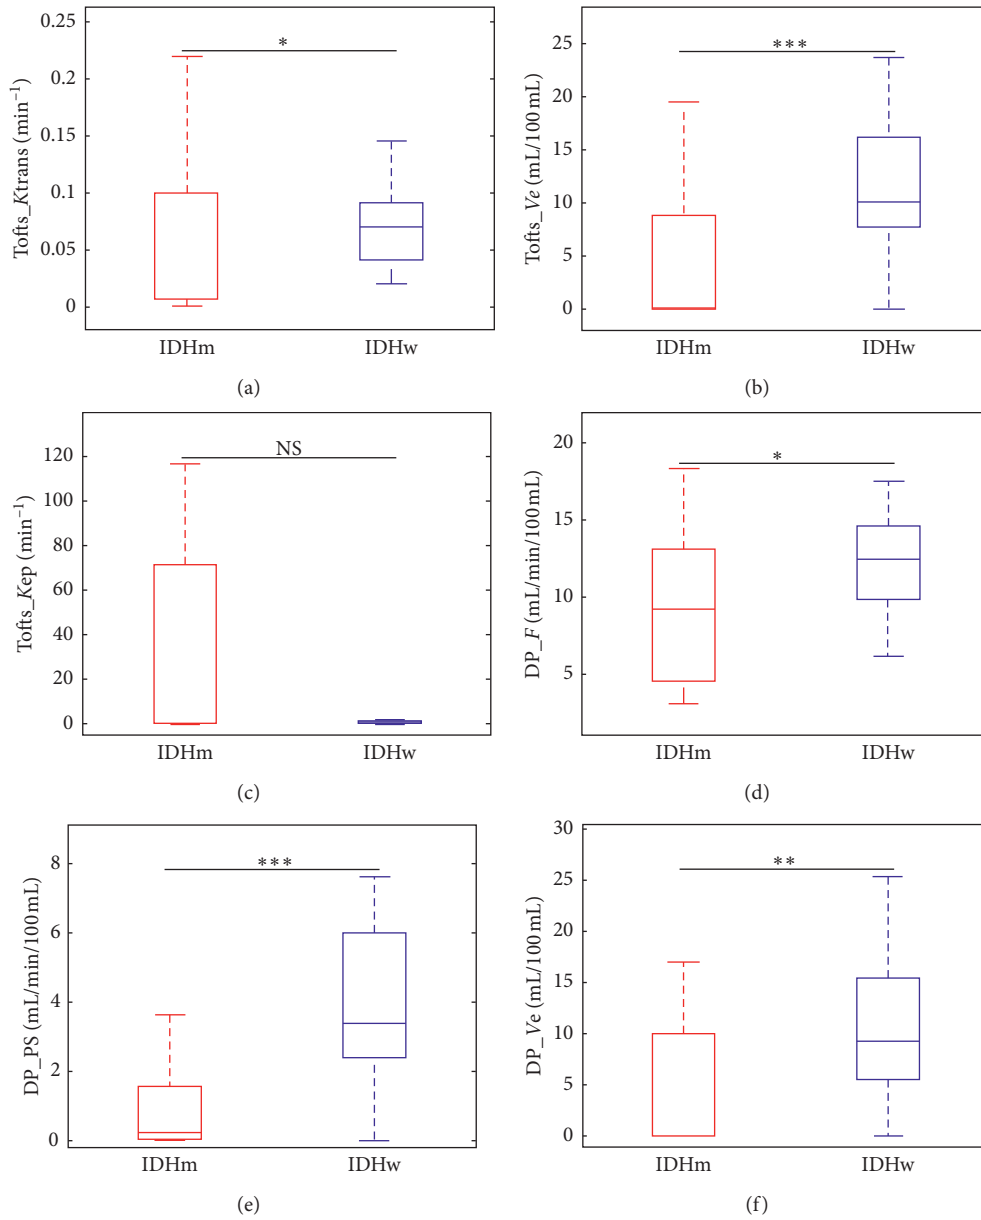 0.25
0.2
0.15
0.1
0.05
0
Tofts_Ktrans (min⁻¹)
*
IDHm IDHw
(a)
25
20
15
10
5
0
Tofts_Ve (mL/100 mL)
***
IDHm IDHw
(b)
120
100
80
60
40
20
0
Tofts_Kep (min⁻¹)
NS
IDHm IDHw
(c)
20
15
10
5
DP_F (mL/min/100 mL)
*
IDHm IDHw
(d)
8
6
4
2
0
DP_PS (mL/min/100 mL)
***
IDHm IDHw
(e)
30
25
20
15
10
5
0
DP_Ve (mL/100 mL)
**
IDHm IDHw
(f)